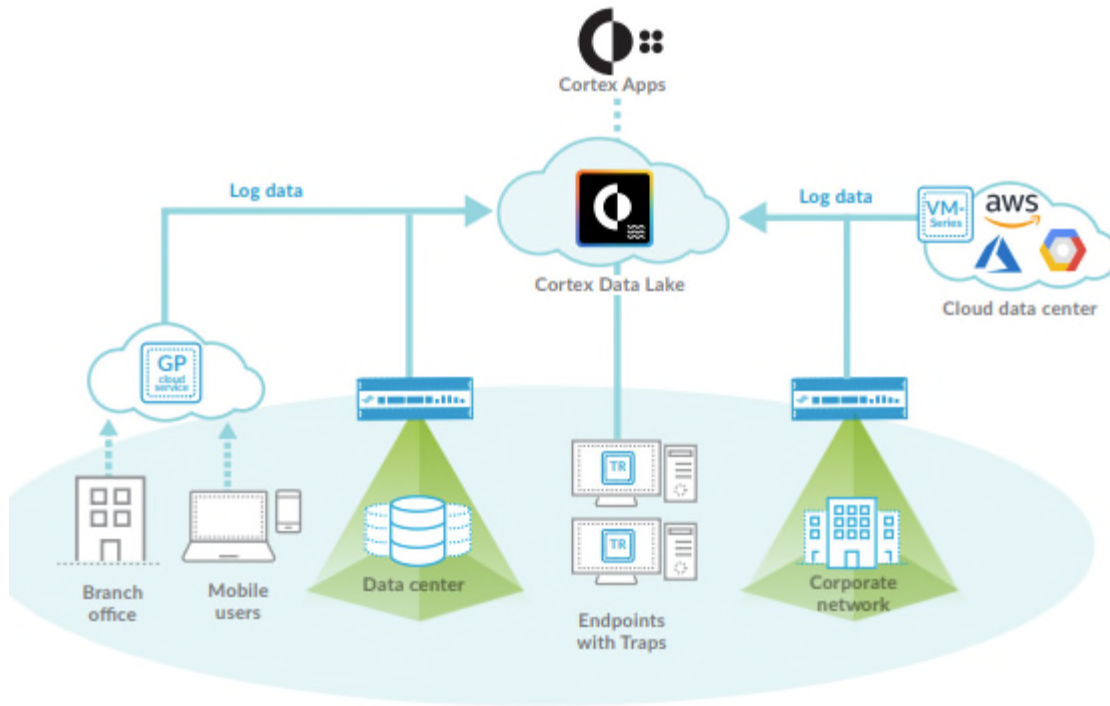 Cortex Apps
Log data
Log data
VM-
Series
aws
Cortex Data Lake
Cloud data center
GP
cloud
service
TR
TR
Data center
Branch
office
Mobile
users
Corporate
network
Endpoints
with Traps